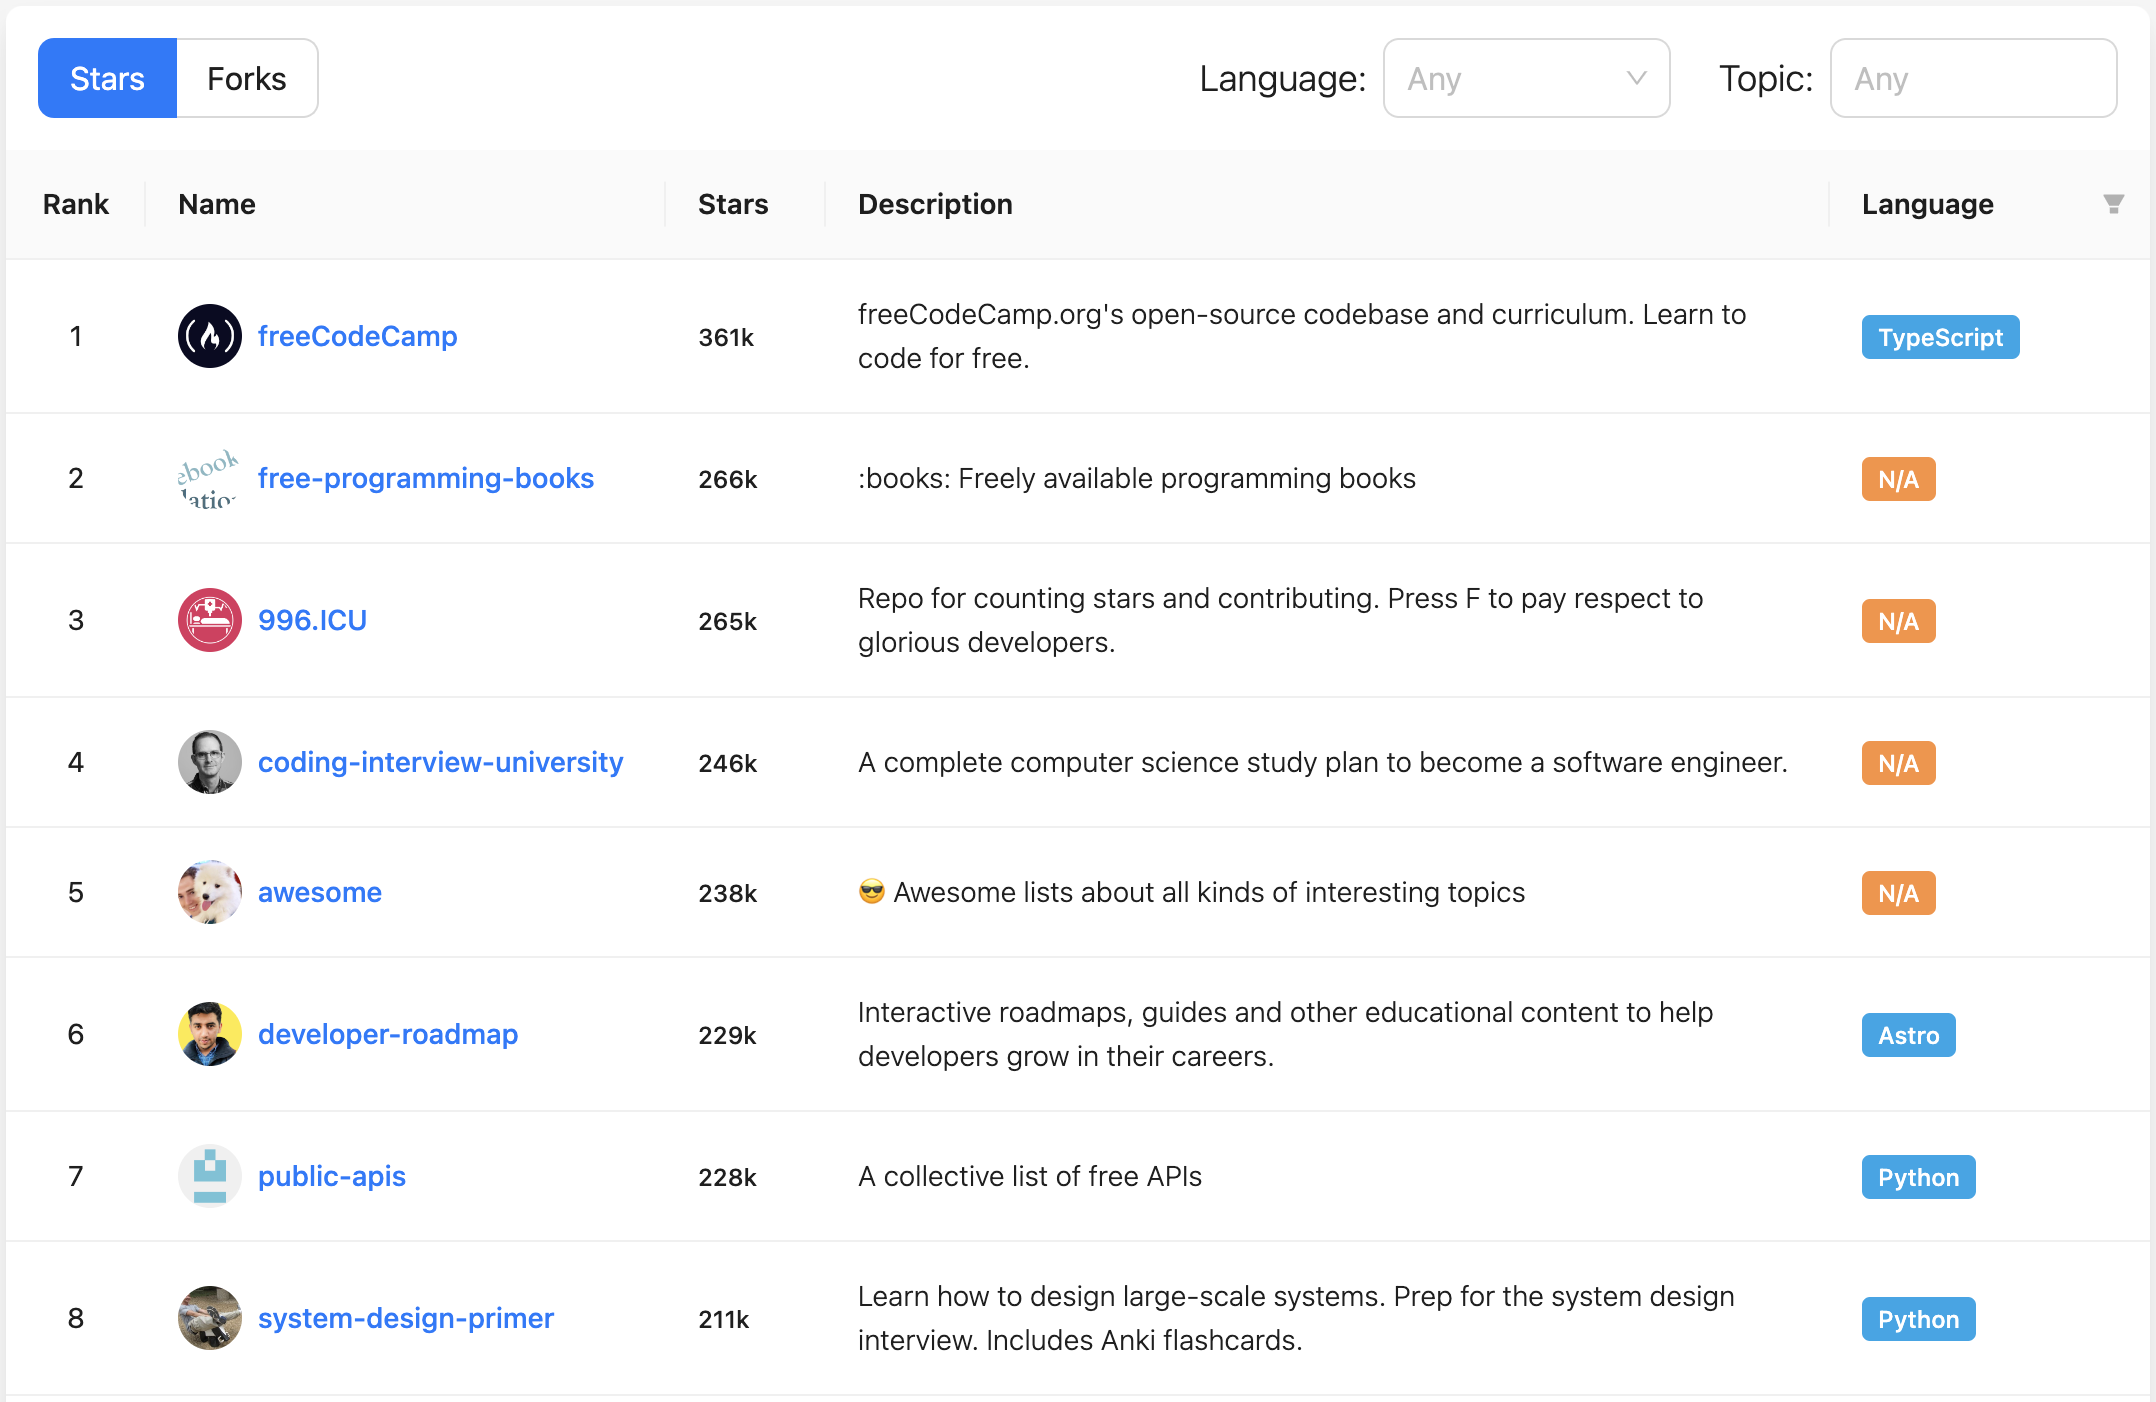 Stars Forks Language: Any Topic: Any
Rank Name Stars Description Language
1 freeCodeCamp 361k freeCodeCamp.org's open-source codebase and curriculum. Learn to
code for free. TypeScript
2 ebook
latio free-programming-books 266k :books: Freely available programming books N/A
3 996.ICU 265k Repo for counting stars and contributing. Press F to pay respect to
glorious developers. N/A
4 coding-interview-university 246k A complete computer science study plan to become a software engineer. N/A
5 awesome 238k 😎 Awesome lists about all kinds of interesting topics N/A
6 developer-roadmap 229k Interactive roadmaps, guides and other educational content to help
developers grow in their careers. Astro
7 public-apis 228k A collective list of free APIs Python
8 system-design-primer 211k Learn how to design large-scale systems. Prep for the system design
interview. Includes Anki flashcards. Python